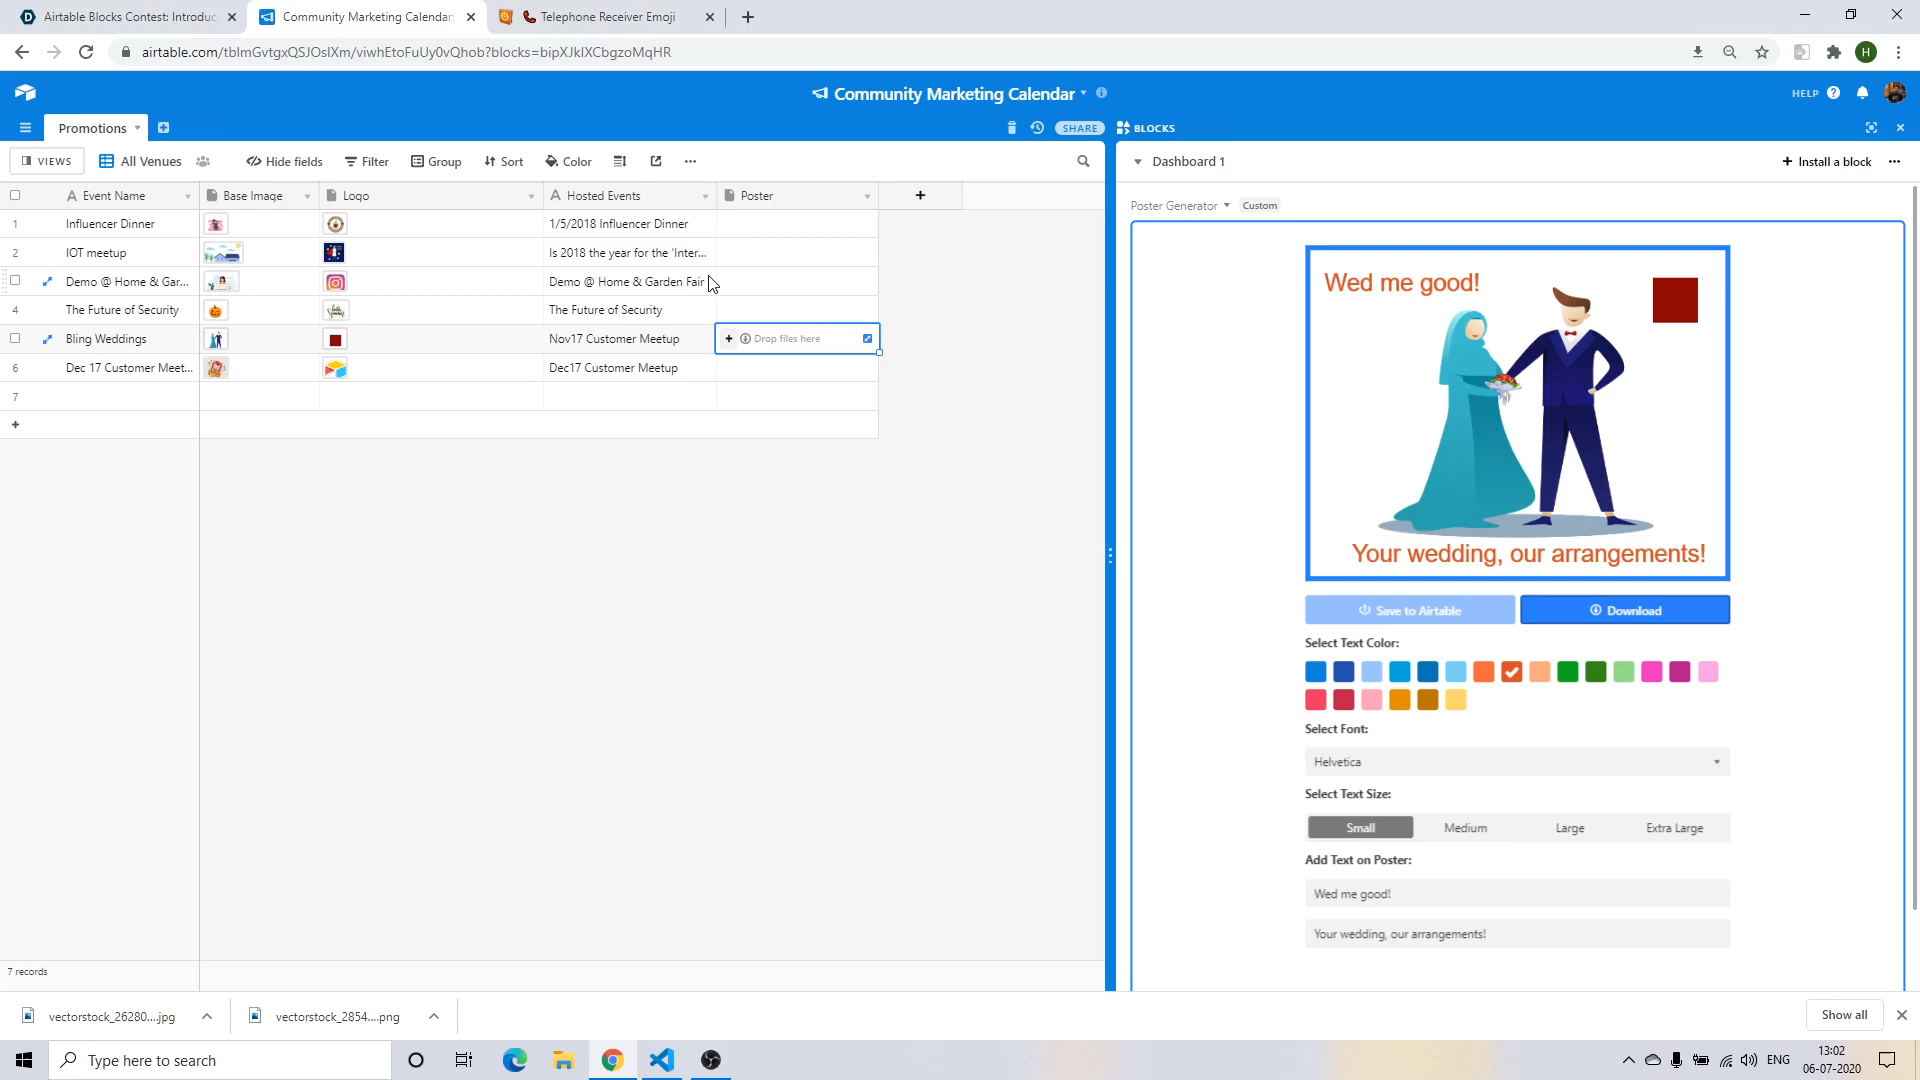 Airtable Blocks Contest: Introduc
Community Marketing Calendar:
Telephone Receiver Emoji
airtable.com/tblmGvtgxQSJOslXm/viwhEtoFuUy0vQhob?blocks=bipXJklXCbgzoMqHR
H
Community Marketing Calendar
HELP
Promotions
SHARE
BLOCKS
VIEWS
All Venues
Hide fields
Filter
Group
Sort
Color
Dashboard 1
+ Install a block
Event Name
Base Image
Logo
Hosted Events
Poster
1 Influencer Dinner 1/5/2018 Influencer Dinner
2 IOT meetup Is 2018 the year for the 'Inter...
Demo @ Home & Gar... Demo @ Home & Garden Fair
4 The Future of Security The Future of Security
Bling Weddings Nov17 Customer Meetup + Drop files here
6 Dec 17 Customer Meet... Dec17 Customer Meetup
7
+
7 records
Poster Generator Custom
Wed me good!
Your wedding, our arrangements!
Save to Airtable
Download
Select Text Color:
Select Font:
Helvetica
Select Text Size:
Small Medium Large Extra Large
Add Text on Poster:
Wed me good!
Your wedding, our arrangements!
vectorstock_26280....jpg
vectorstock_2854....png
Show all
Type here to search
ENG
13:02
06-07-2020